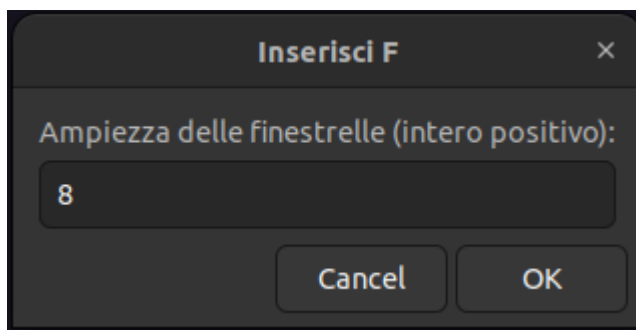 Inserisci F
Ampiezza delle finestrelle (intero positivo):
8
Cancel OK